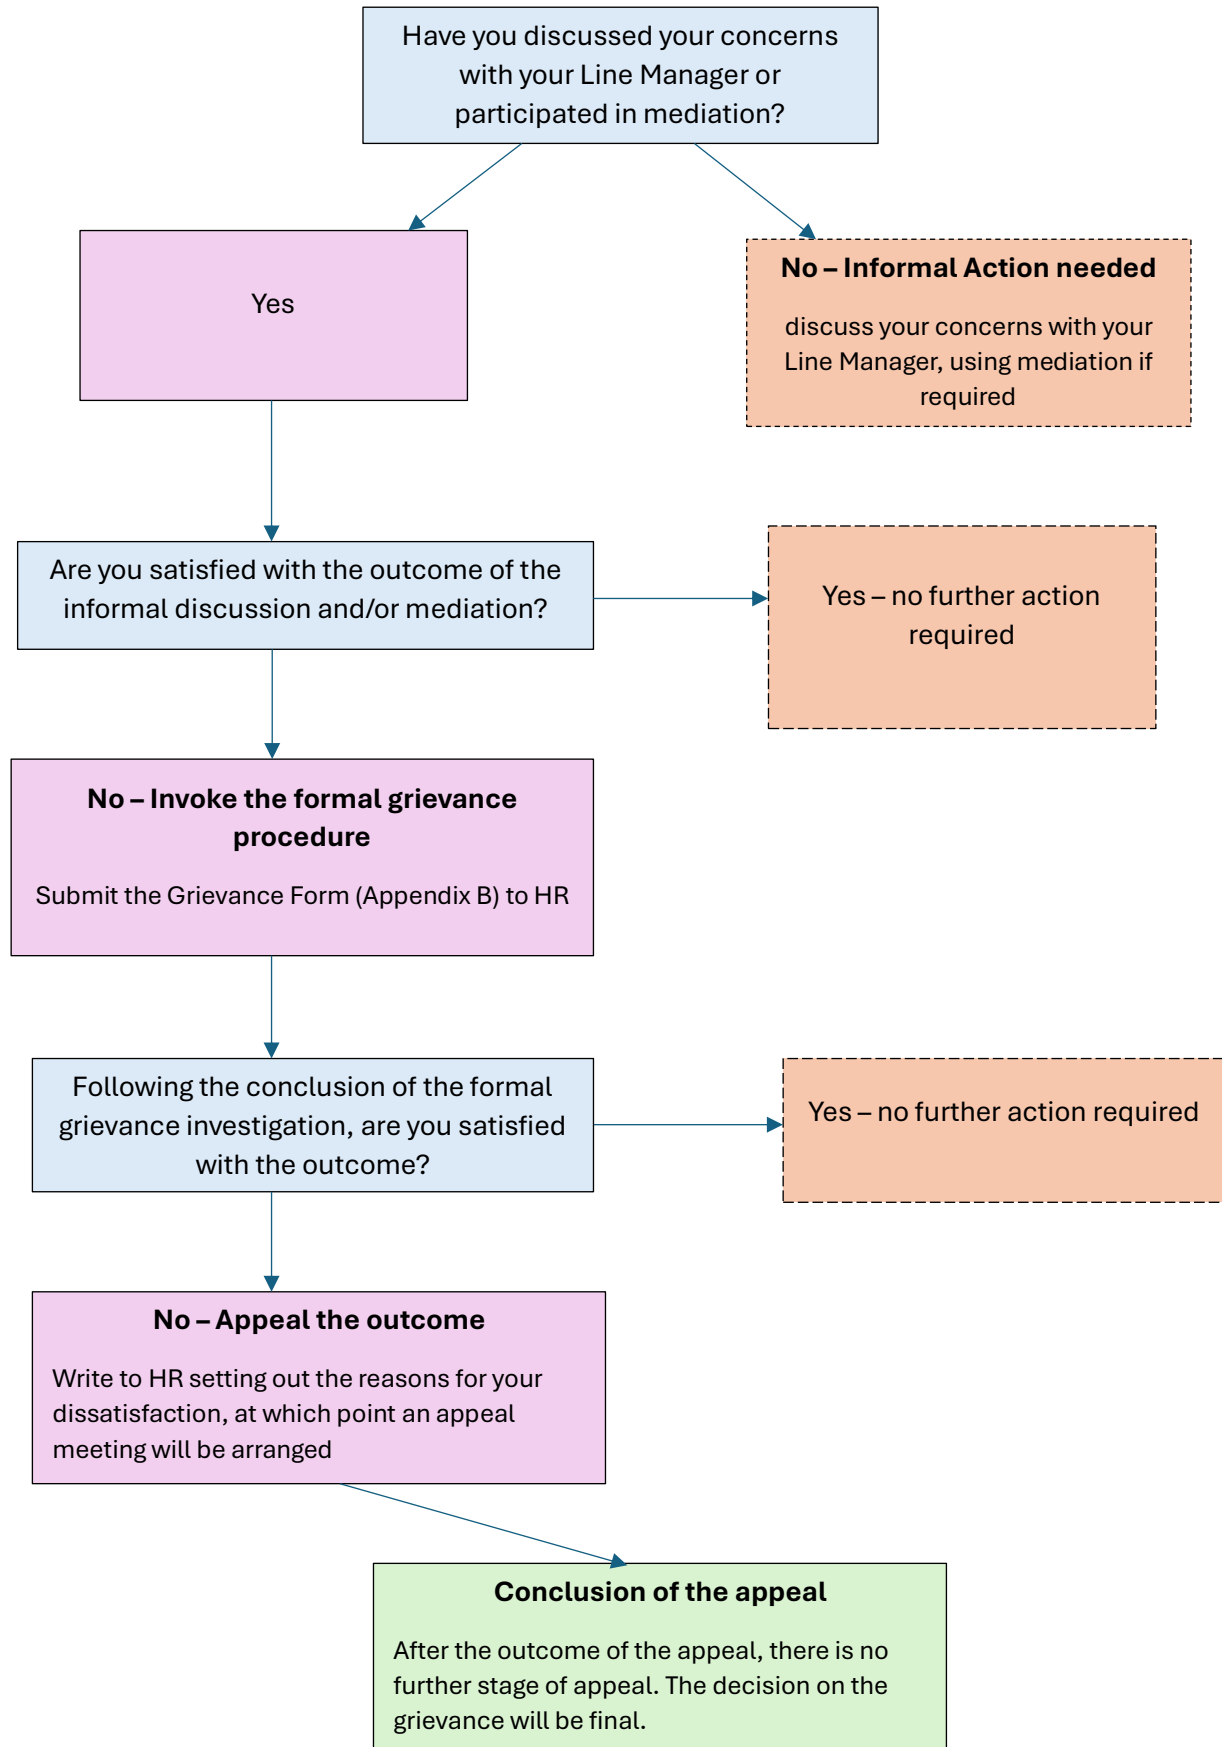 Have you discussed your concerns
with your Line Manager or
participated in mediation?
Yes
No – Informal Action needed
discuss your concerns with your
Line Manager, using mediation if
required
Are you satisfied with the outcome of the
informal discussion and/or mediation?
Yes – no further action
required
No – Invoke the formal grievance
procedure
Submit the Grievance Form (Appendix B) to HR
Following the conclusion of the formal
grievance investigation, are you satisfied
with the outcome?
Yes – no further action required
No – Appeal the outcome
Write to HR setting out the reasons for your
dissatisfaction, at which point an appeal
meeting will be arranged
Conclusion of the appeal
After the outcome of the appeal, there is no
further stage of appeal. The decision on the
grievance will be final.